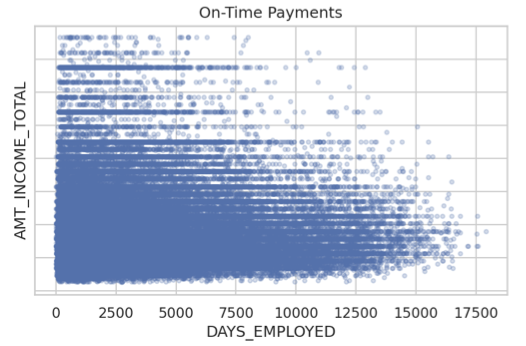 On-Time Payments
AMT_INCOME_TOTAL
0 2500 5000 7500 10000 12500 15000 17500
DAYS_EMPLOYED